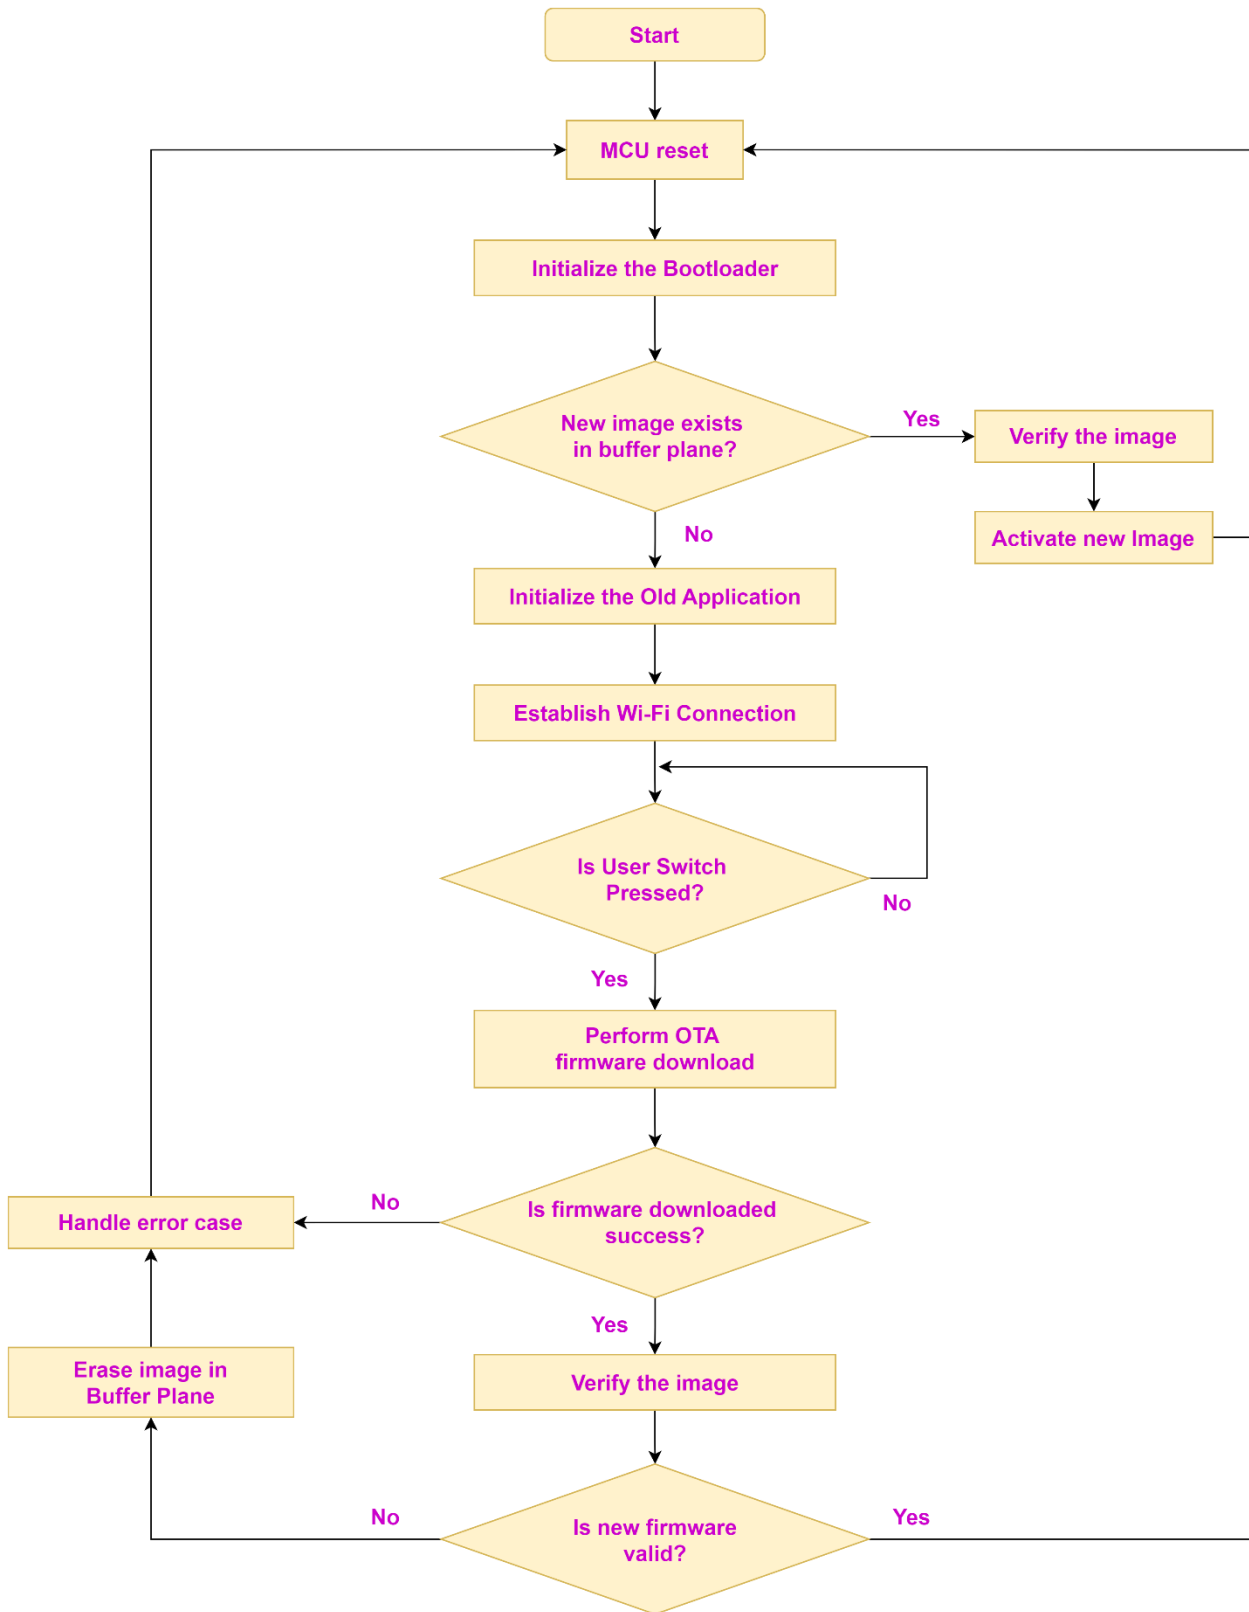 Start
MCU reset
Initialize the Bootloader
New image exists
in buffer plane?
Yes
Verify the image
No
Activate new Image
Initialize the Old Application
Establish Wi-Fi Connection
Is User Switch
Pressed?
No
Yes
Perform OTA
firmware download
No
Is firmware downloaded
success?
Handle error case
Yes
Erase image in
Buffer Plane
Verify the image
No
Yes
Is new firmware
valid?